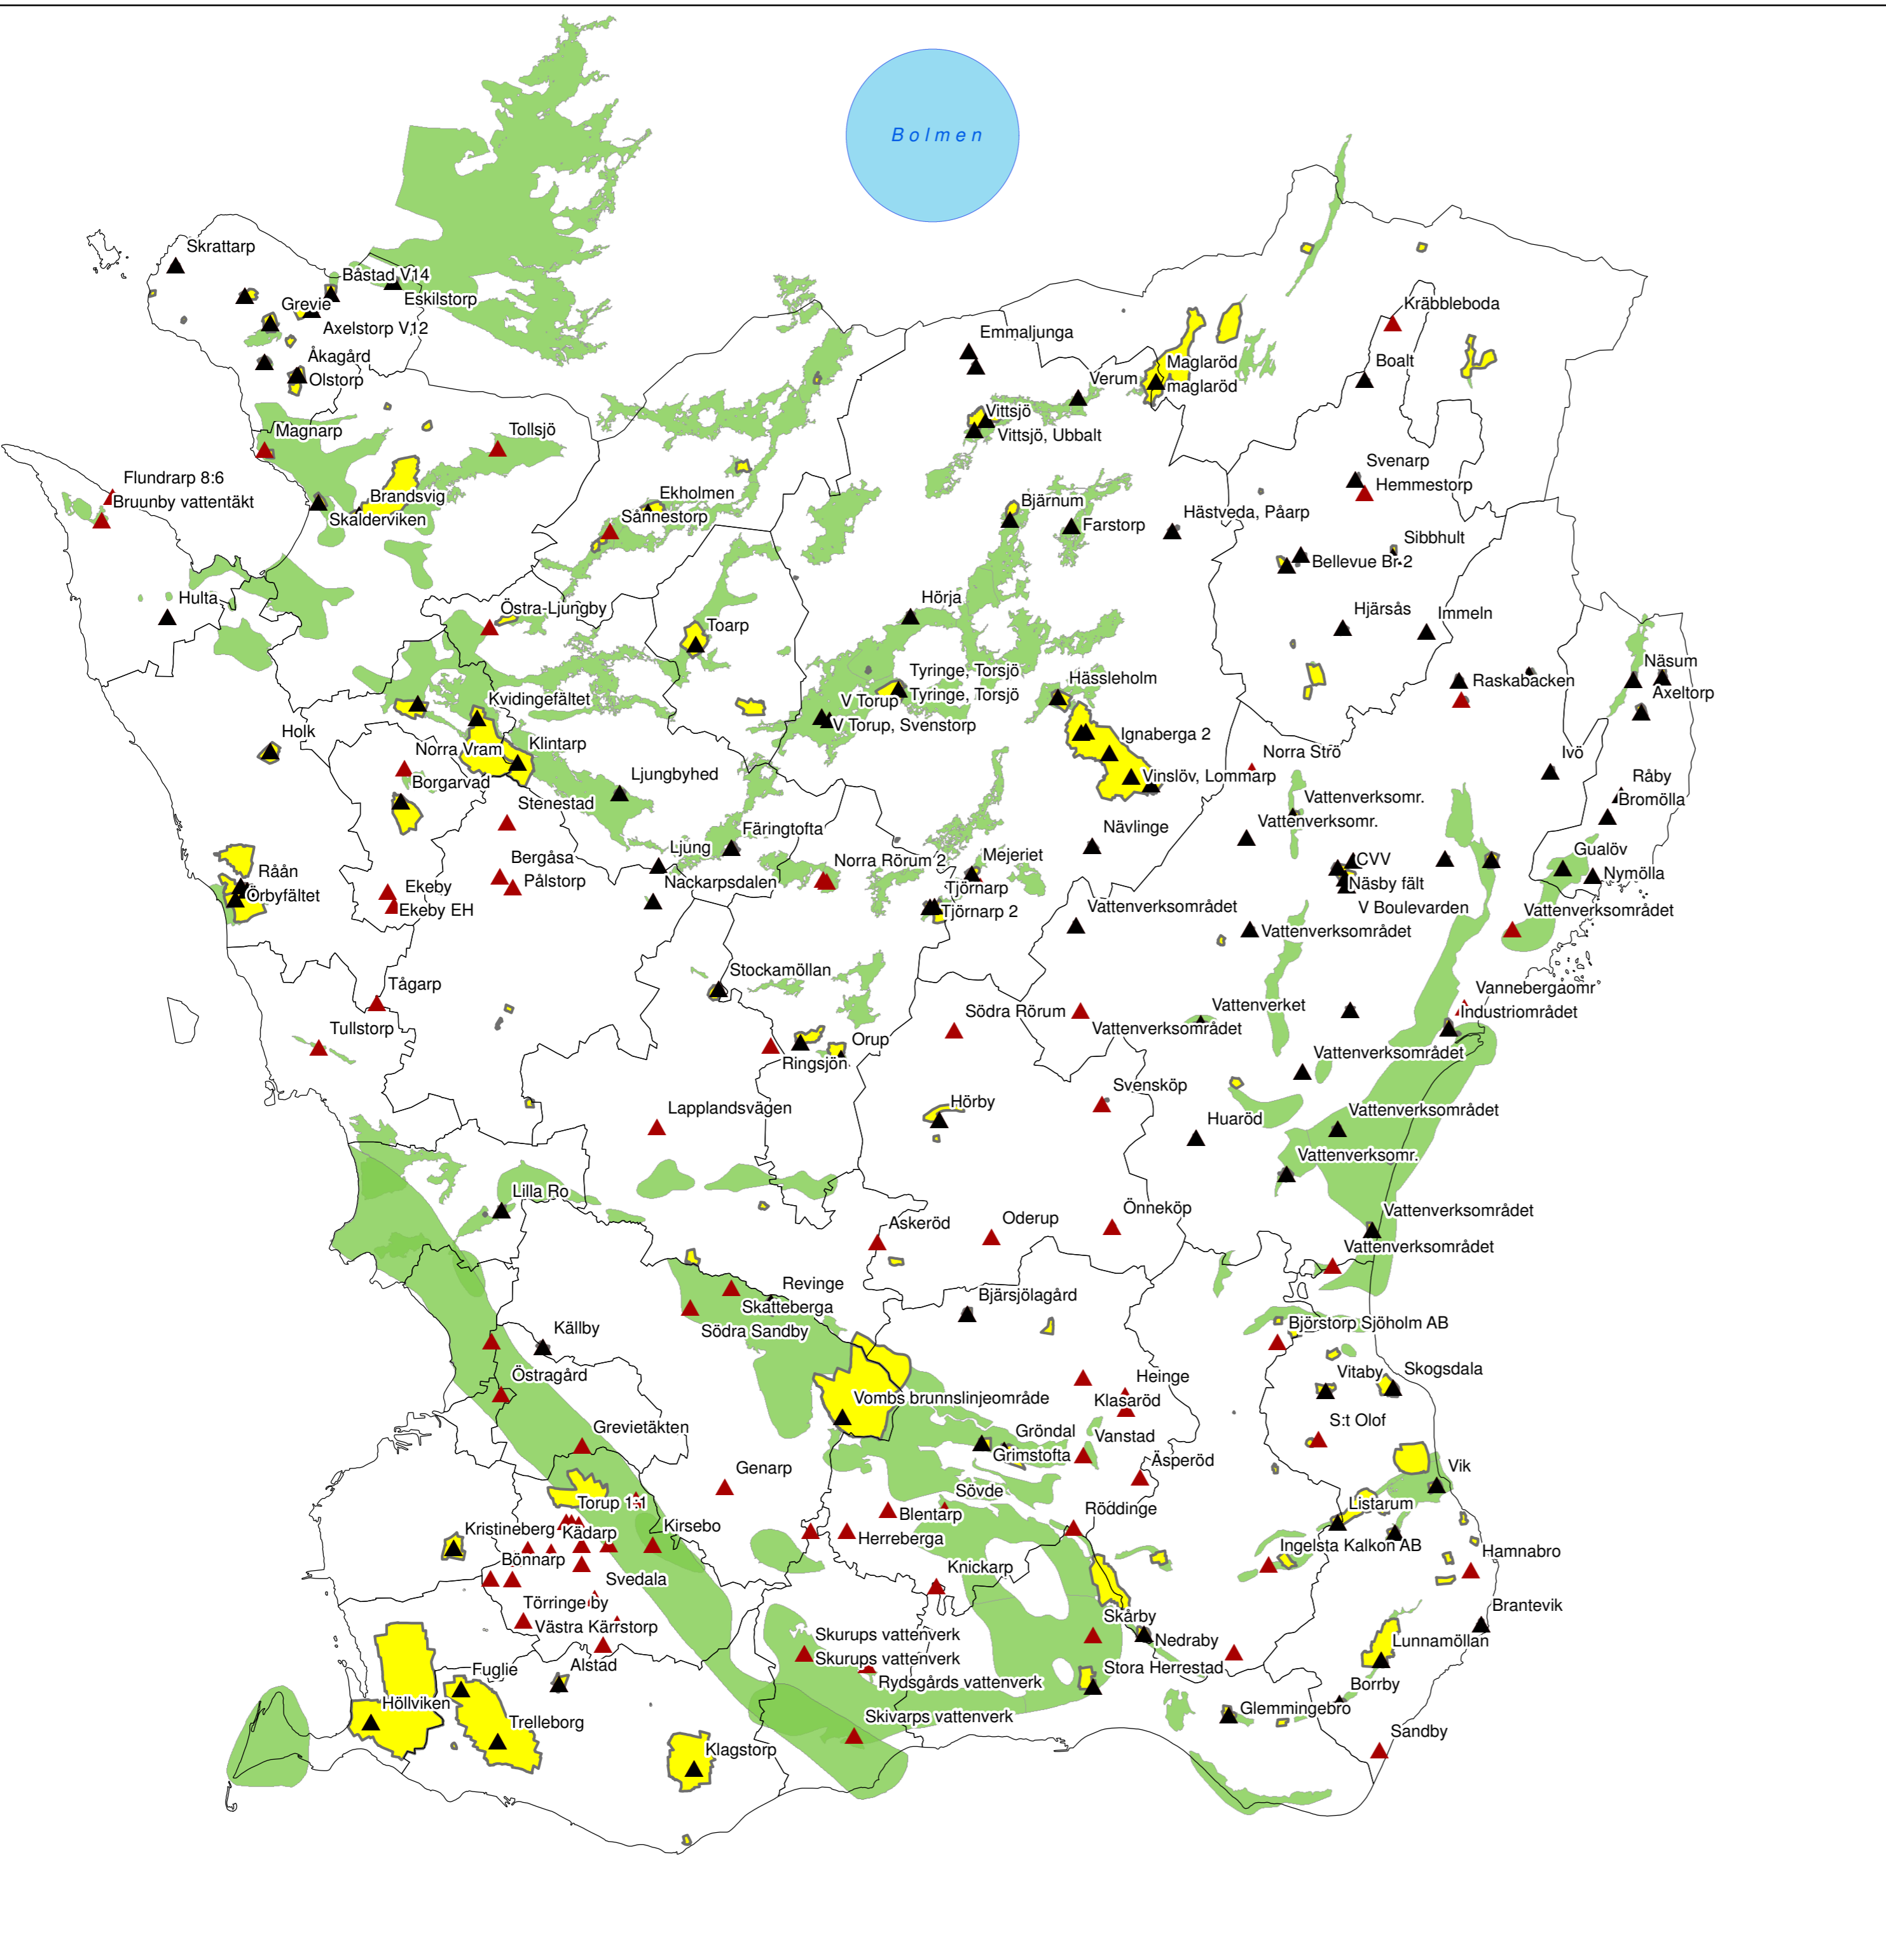 Bolmen
Skrattarp
Båstad V14
Eskilstorp
Grevie
Axelstorp V12
Åkagård
Olstorp
Kräbbleboda
Emmaljunga
Maglaröd
maglaröd
Verum
Boalt
Vittsjö
Vittsjö, Ubbalt
Magnarp
Tollsjö
Flundrarp 8:6
Bruunby vattentäkt
Brandsvig
Skälderviken
Ekholmen
Sånnestorp
Svenarp
Hemmestorp
Bjärnum
Farstorp
Hästveda, Påarp
Sibbhult
Bellevue Br 2
Hulta
Östra Ljungby
Toarp
Hörja
Hjärsås
Immeln
Tyringe, Torsjö
Tyringe, Torsjö
Hässleholm
Näsum
Axeltorp
Raskabacken
Kvidingefältet
V Torup
V Torup, Svenstorp
Holk
Norra Vram
Klintarp
Ignaberga 2
Norra Strö
Ivö
Borgarvad
Ljungbyhed
Vinslöv, Lommarp
Råby
Bromölla
Stenestad
Vattenverksomr.
Vattenverksomr.
Färingtofta
Nävlinge
Ljung
Bergåsa
Pålstorp
Norra Rörum 2
7
Mejeriet
CVV
Gualöv
Råån
Örbyfältet
Ekeby
Ekeby EH
Nackarpsdalen
Tjörnarp
Tjörnarp 2
Näsby fält
Nymölla
V Boulevarden
Vattenverksområdet
Vattenverksområdet
Vattenverksområdet
Stockamöllan
Tågarp
Vannebergaomr
Industriområdet
Södra Rörum
Vattenverket
Tullstorp
Vattenverksområdet
Ringsjön
Orup
Vattenverksområdet
Svensköp
Lapplandsvägen
Hörby
Huaröd
Vattenverksområdet
Vattenverksomr.
Lilla Ro
Askeröd
Oderup
Önneköp
Vattenverksområdet
Vattenverksområdet
Revinge
Skatteberga
Södra Sandby
Bjärsjölagård
Björstorp Sjöholm AB
Källby
Östragård
Vitaby
Skogsdala
Heinge
Klasaröd
Vombs brunnslinjeområde
S:t Olof
Grevietäkten
Gröndal
Grimstofta
Vanstad
Äsperöd
Vik
Genarp
Sövde
Torup 1:1
Blentarp
Röddinge
Listarum
Kristineberg
Kädarp
Kirsebo
Herreberga
Ingelsta Kalkon AB
Hamnabro
Bönnarp
Knickarp
Svedala
Törringe by
Skårby
Brantevik
Västra Kärrstorp
Skurups vattenverk
Skurups vattenverk
Nedraby
Lunnamöllan
Alstad
Fuglie
Stora Herrestad
Rydsgårds vattenverk
Borrby
Höllviken
Glemmingebro
Trelleborg
Skivarps vattenverk
Sandby
Klagstorp